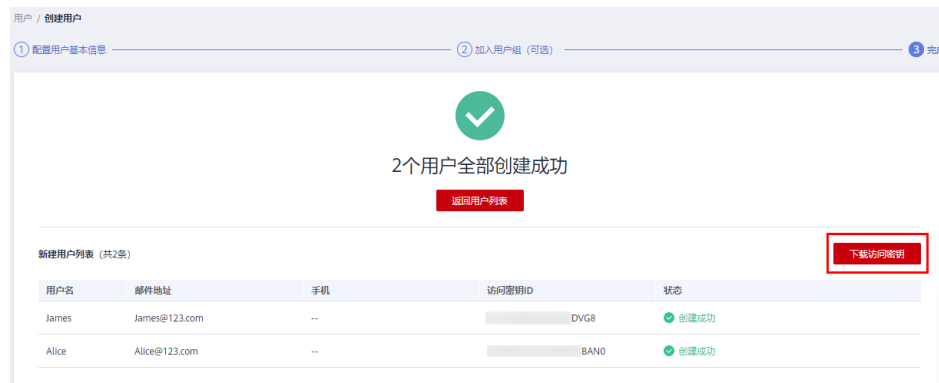 用户 / 创建用户
1 配置用户基本信息 2 加入用户组（可选） 3 完
2个用户全部创建成功
返回用户列表
新建用户列表（共2条） 下载访问密钥
用户名 邮件地址 手机 访问密钥ID 状态
James James@123.com -- DVG8 创建成功
Alice Alice@123.com -- BAN0 创建成功